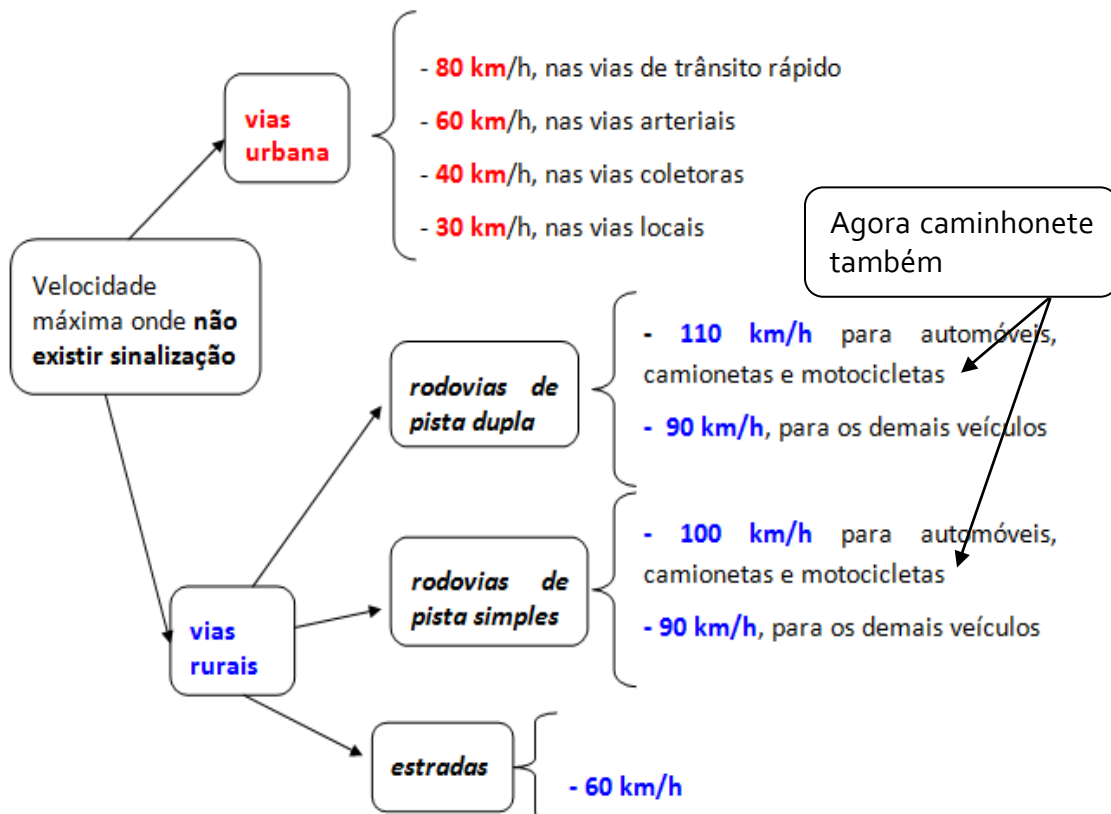 - 80 km/h, nas vias de trânsito rápido
vias
urbana
- 60 km/h, nas vias arteriais
- 40 km/h, nas vias coletoras
- 30 km/h, nas vias locais
Agora caminhonete
também
Velocidade
máxima onde não
existir sinalização
rodovias de
pista dupla
- 110 km/h para automóveis,
camionetas e motocicletas
- 90 km/h, para os demais veículos
rodovias de
pista simples
- 100 km/h para automóveis,
camionetas e motocicletas
- 90 km/h, para os demais veículos
vias
rurais
estradas
- 60 km/h